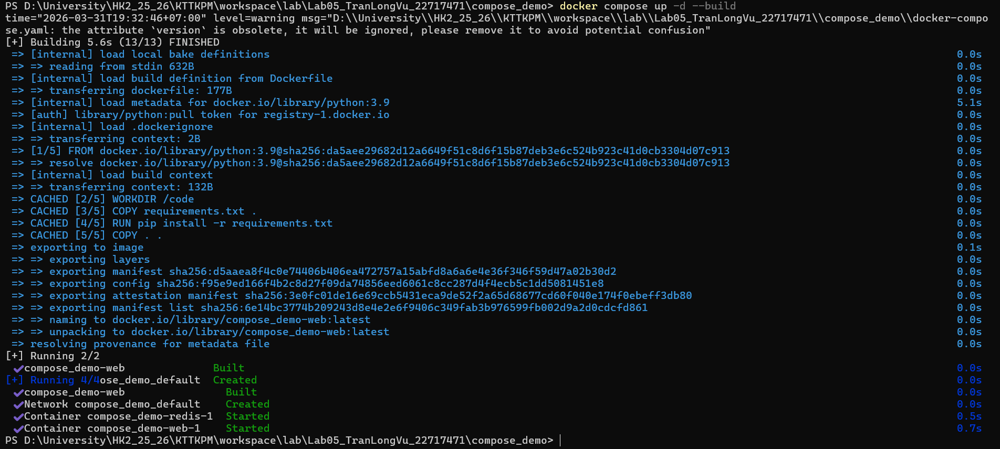 PS D:\University\HK2_25_26\KTTKPM\workspace\lab\Lab05_TranLongVu_22717471\compose_demo> docker compose up -d --build
time="2026-03-31T19:32:46+07:00" level=warning msg="D:\\University\\HK2_25_26\\KTTKPM\\workspace\\lab\\Lab05_TranLongVu_22717471\\compose_demo\\docker-compo
se.yaml: the attribute `version` is obsolete, it will be ignored, please remove it to avoid potential confusion"
[+] Building 5.6s (13/13) FINISHED
=> [internal] load local bake definitions 0.0s
=> => reading from stdin 632B 0.0s
=> [internal] load build definition from Dockerfile 0.0s
=> => transferring dockerfile: 177B 0.0s
=> [internal] load metadata for docker.io/library/python:3.9 5.1s
=> [auth] library/python:pull token for registry-1.docker.io 0.0s
=> [internal] load .dockerignore 0.0s
=> => transferring context: 2B 0.0s
=> [1/5] FROM docker.io/library/python:3.9@sha256:da5aee29682d12a6649f51c8d6f15b87deb3e6c524b923c41d0cb3304d07c913 0.0s
=> => resolve docker.io/library/python:3.9@sha256:da5aee29682d12a6649f51c8d6f15b87deb3e6c524b923c41d0cb3304d07c913 0.0s
=> [internal] load build context 0.0s
=> => transferring context: 132B 0.0s
=> CACHED [2/5] WORKDIR /code 0.0s
=> CACHED [3/5] COPY requirements.txt . 0.0s
=> CACHED [4/5] RUN pip install -r requirements.txt 0.0s
=> CACHED [5/5] COPY . . 0.0s
=> exporting to image 0.1s
=> => exporting layers 0.0s
=> => exporting manifest sha256:d5aaea8f4c0e74406b406ea472757a15abfd8a6a6e4e36f346f59d47a02b30d2 0.0s
=> => exporting config sha256:f95e9ed166f4b2c8d27f09da74856eed6061c8cc287d4f4ecb5c1dd5081451e8 0.0s
=> => exporting attestation manifest sha256:3e0fc01de16e69ccb5431eca9de52f2a65d68677cd60f040e174f0ebeff3db80 0.0s
=> => exporting manifest list sha256:6e14bc3774b209243d8e4e2e6f9406c349fab3b976599fb002d9a2d0cdcfd861 0.0s
=> => naming to docker.io/library/compose_demo-web:latest 0.0s
=> => unpacking to docker.io/library/compose_demo-web:latest 0.0s
=> resolving provenance for metadata file 0.0s
[+] Running 2/2
✔compose_demo-web Built 0.0s
[+] Running 4/4ose_demo_default Created 0.0s
✔compose_demo-web Built 0.0s
✔Network compose_demo_default Created 0.0s
✔Container compose_demo-redis-1 Started 0.5s
✔Container compose_demo-web-1 Started 0.7s
PS D:\University\HK2_25_26\KTTKPM\workspace\lab\Lab05_TranLongVu_22717471\compose_demo>